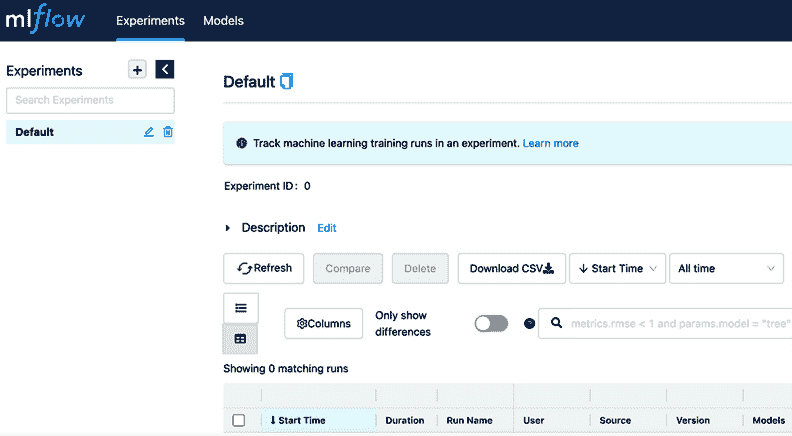 mlflow Experiments Models
Experiments
Search Experiments
Default
Default
Track machine learning training runs in an experiment. Learn more
Experiment ID: 0
Description Edit
Refresh Compare Delete Download CSV Start Time All time
Columns Only show differences metrics.rmse < 1 and params.model = "tree"
Showing 0 matching runs
Start Time Duration Run Name User Source Version Models